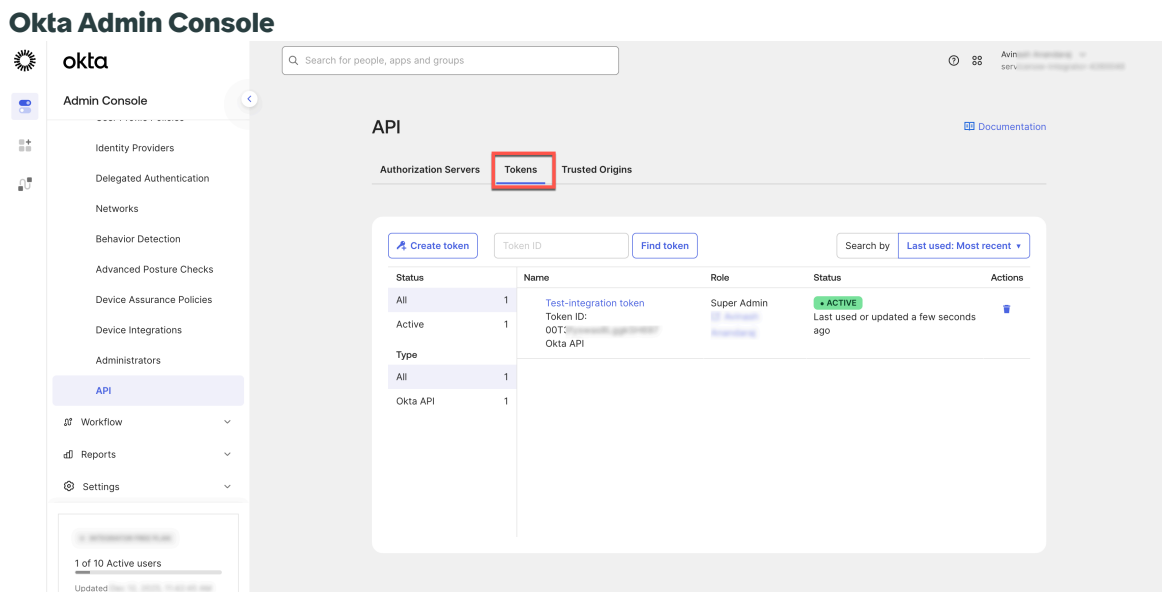 Okta Admin Console
okta
Search for people, apps and groups
Admin Console
Identity Providers
Delegated Authentication
Networks
Behavior Detection
Advanced Posture Checks
Device Assurance Policies
Device Integrations
Administrators
API
Workflow
Reports
Settings
1 of 10 Active users
Updated
API
Documentation
Authorization Servers
Tokens
Trusted Origins
Create token
Token ID
Find token
Search by
Last used: Most recent
Status
All 1
Active 1
Type
All 1
Okta API 1
Name Role Status Actions
Test-integration token
Token ID:
Okta API
Super Admin
ACTIVE
Last used or updated a few seconds
ago